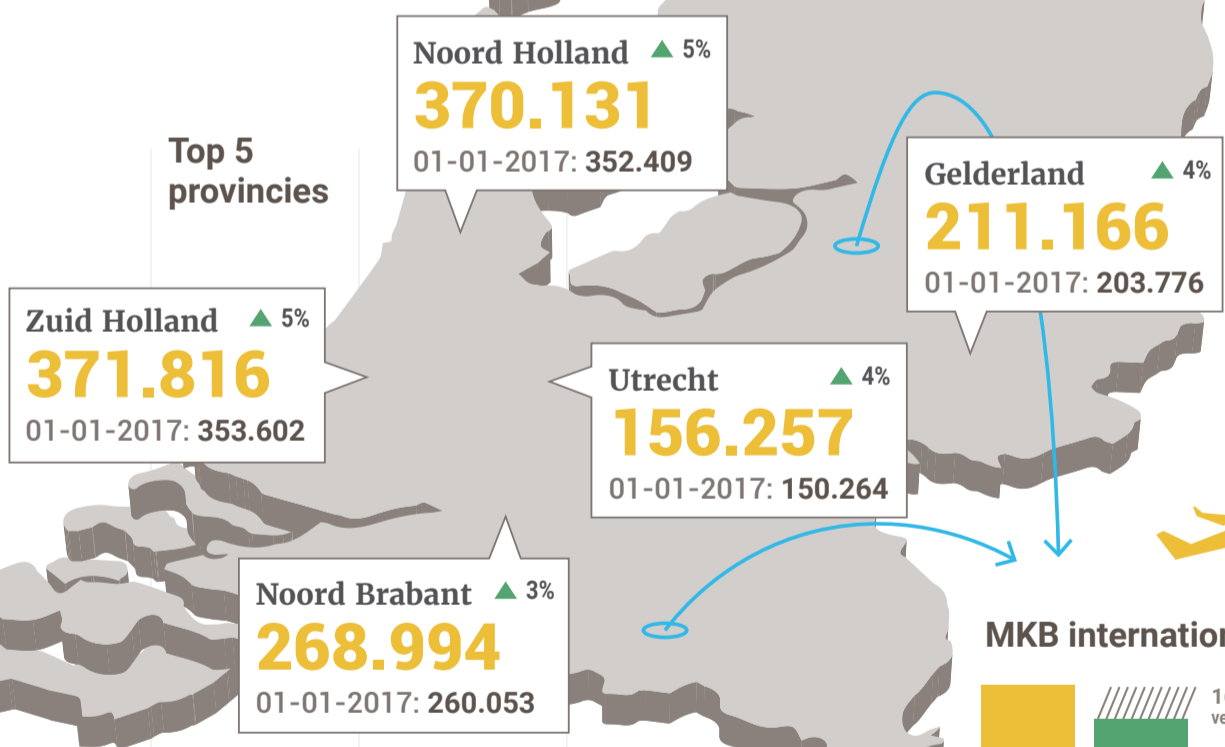 Top 5
provincies
Noord Holland ▲ 5%
370.131
01-01-2017: 352.409
Gelderland ▲ 4%
211.166
01-01-2017: 203.776
Zuid Holland ▲ 5%
371.816
01-01-2017: 353.602
Utrecht ▲ 4%
156.257
01-01-2017: 150.264
Noord Brabant ▲ 3%
268.994
01-01-2017: 260.053
MKB